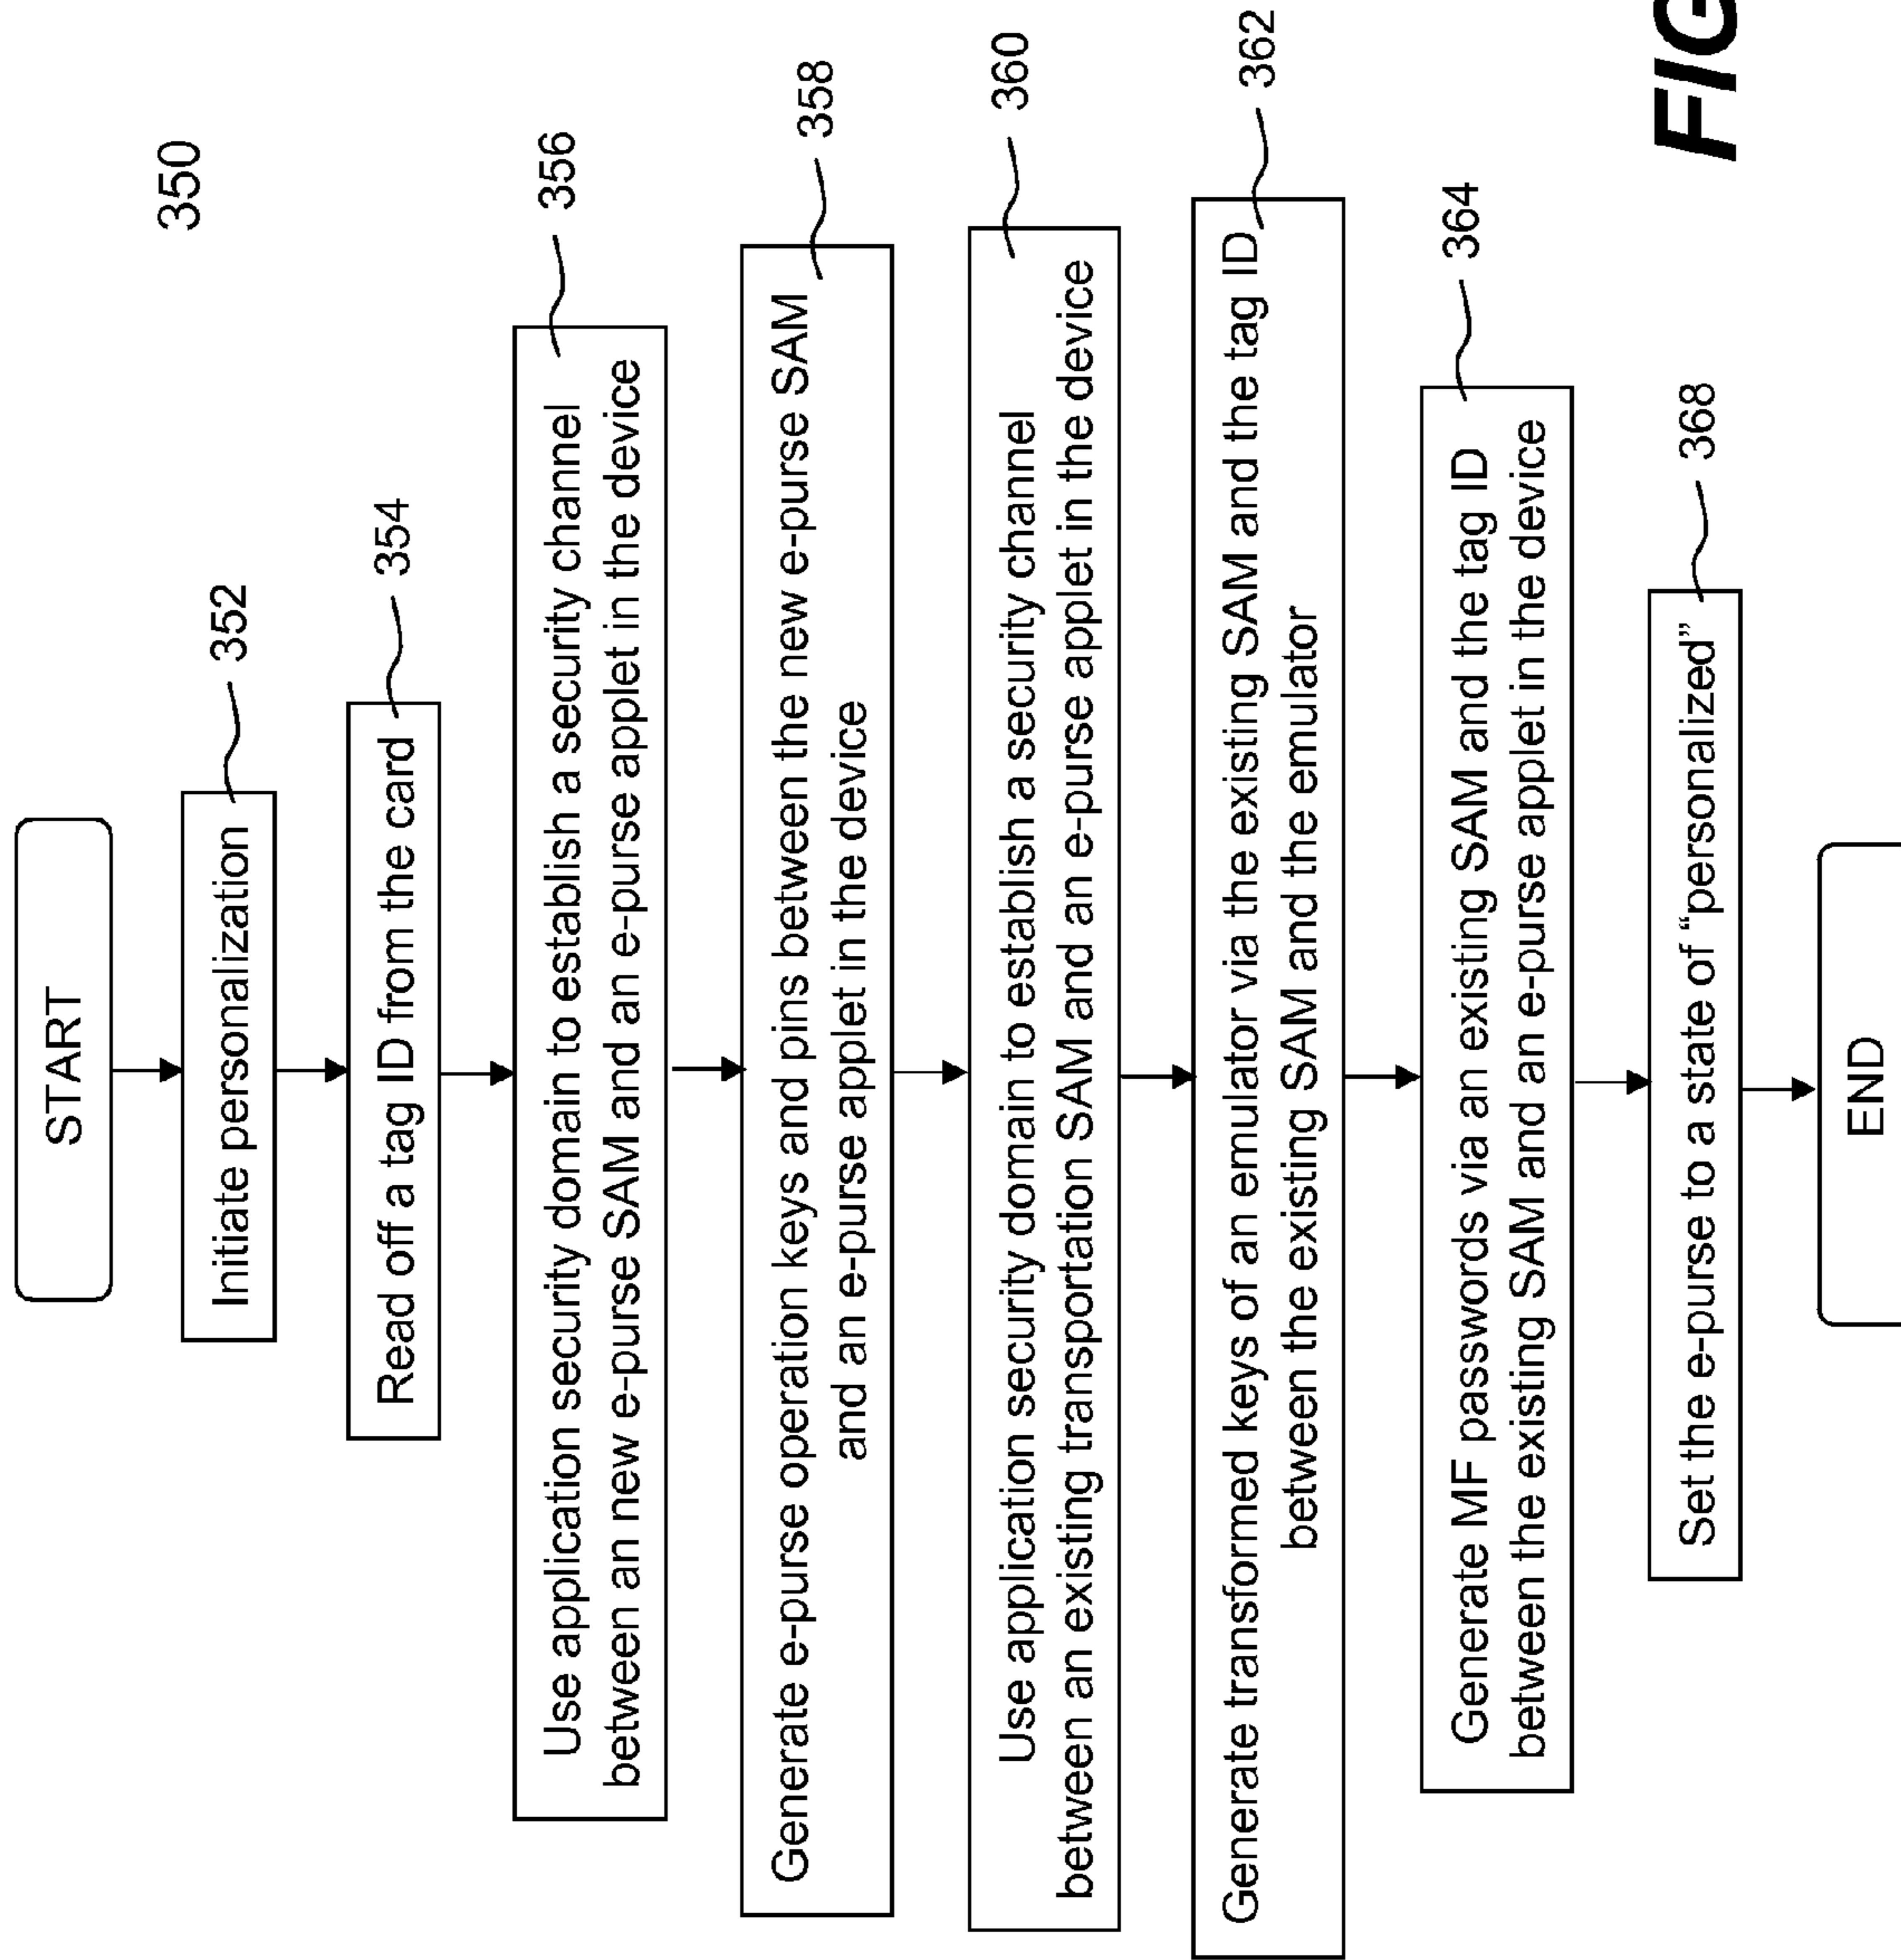 350
START
Initiate personalization
352
Read off a tag ID from the card
354
Use application security domain to establish a security channel
between an new e-purse SAM and an e-purse applet in the device
356
Generate e-purse operation keys and pins between the new e-purse SAM
and an e-purse applet in the device
358
Use application security domain to establish a security channel
between an existing transportation SAM and an e-purse applet in the device
360
Generate transformed keys of an emulator via the existing SAM and the tag ID
between the existing SAM and the emulator
362
Generate MF passwords via an existing SAM and the tag ID
between the existing SAM and an e-purse applet in the device
364
Set the e-purse to a state of “personalized”
368
END
FIG